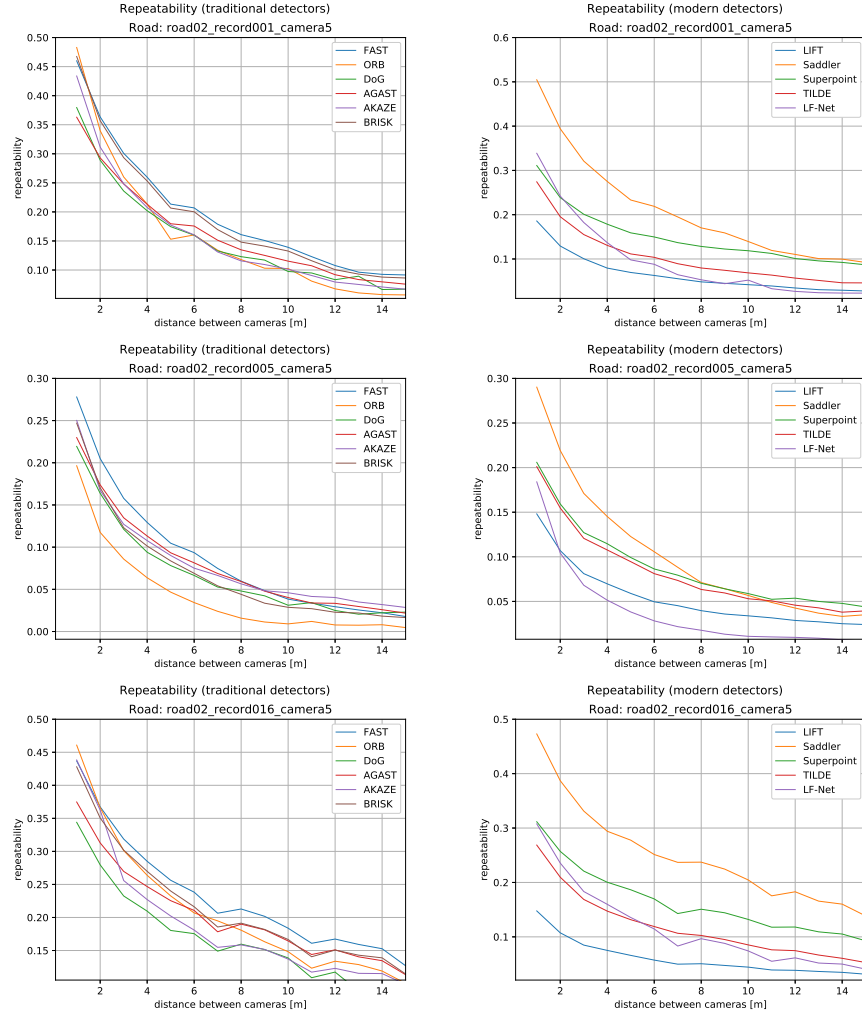 Repeatability (traditional detectors)
Road: road02_record001_camera5
0.50
0.45
0.40
0.35
0.30
0.25
0.20
0.15
0.10
repeatability
FAST
ORB
DoG
AGAST
AKAZE
BRISK
2 4 6 8 10 12 14
distance between cameras [m]
Repeatability (modern detectors)
Road: road02_record001_camera5
0.6
0.5
0.4
0.3
0.2
0.1
repeatability
LIFT
Saddler
Superpoint
TILDE
LF-Net
2 4 6 8 10 12 14
distance between cameras [m]
Repeatability (traditional detectors)
Road: road02_record005_camera5
0.30
0.25
0.20
0.15
0.10
0.05
0.00
repeatability
FAST
ORB
DoG
AGAST
AKAZE
BRISK
2 4 6 8 10 12 14
distance between cameras [m]
Repeatability (modern detectors)
Road: road02_record005_camera5
0.30
0.25
0.20
0.15
0.10
0.05
repeatability
LIFT
Saddler
Superpoint
TILDE
LF-Net
2 4 6 8 10 12 14
distance between cameras [m]
Repeatability (traditional detectors)
Road: road02_record016_camera5
0.50
0.45
0.40
0.35
0.30
0.25
0.20
0.15
repeatability
FAST
ORB
DoG
AGAST
AKAZE
BRISK
2 4 6 8 10 12 14
distance between cameras [m]
Repeatability (modern detectors)
Road: road02_record016_camera5
0.5
0.4
0.3
0.2
0.1
repeatability
LIFT
Saddler
Superpoint
TILDE
LF-Net
2 4 6 8 10 12 14
distance between cameras [m]